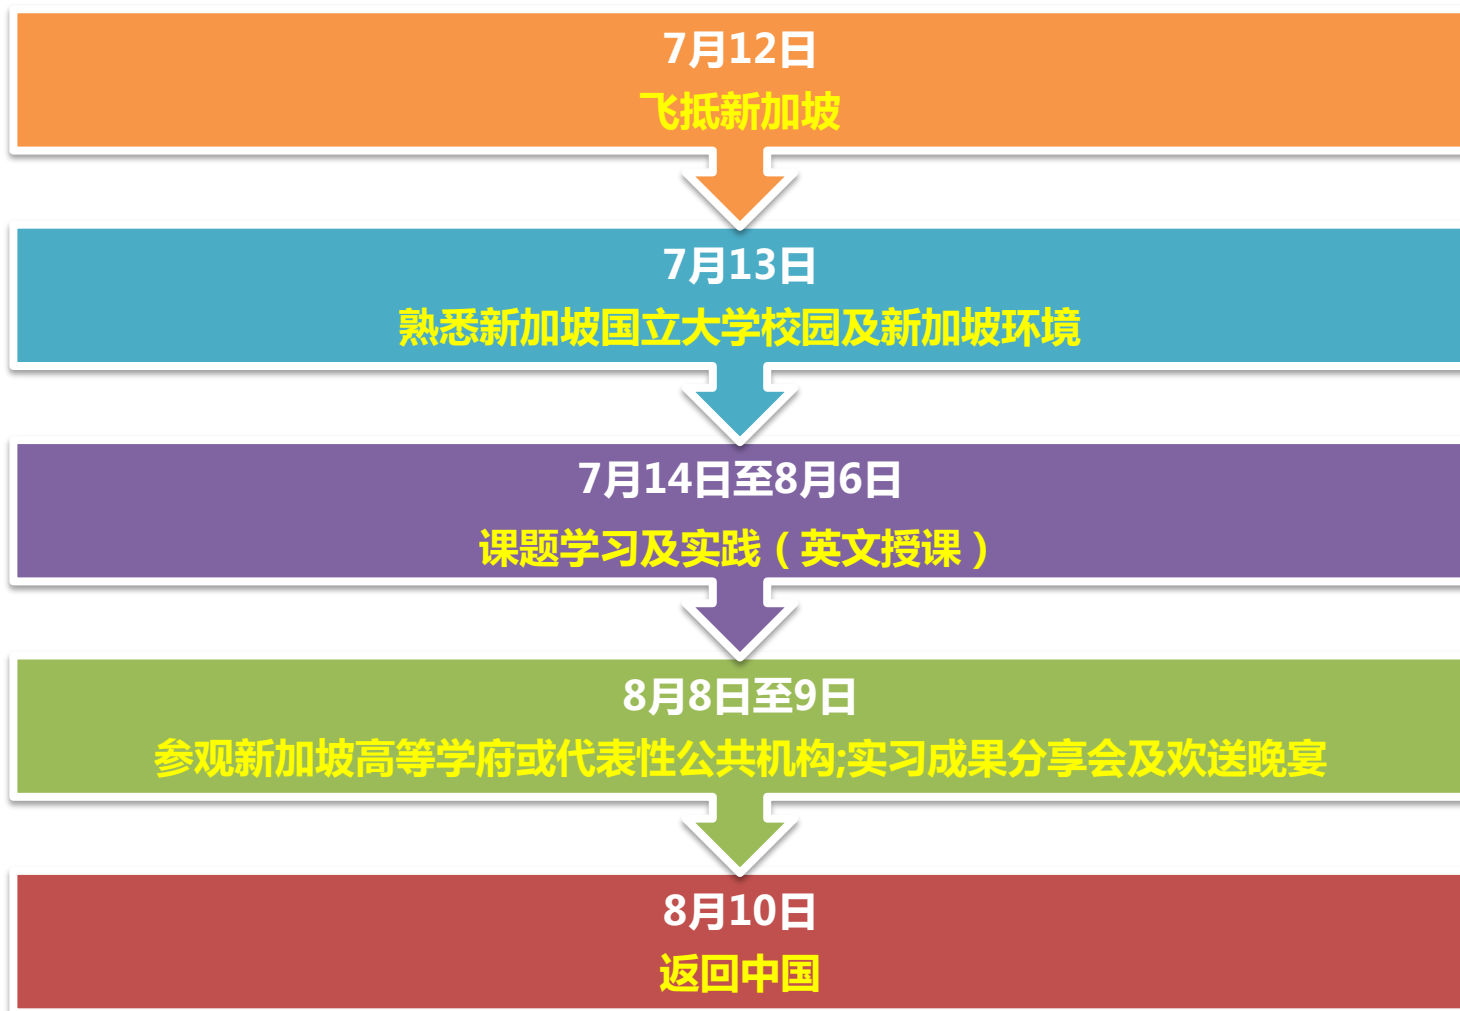 7月12日
飞抵新加坡
7月13日
熟悉新加坡国立大学校园及新加坡环境
7月14日至8月6日
课题学习及实践（英文授课）
8月8日至9日
参观新加坡高等学府或代表性公共机构;实习成果分享会及欢送晚宴
8月10日
返回中国